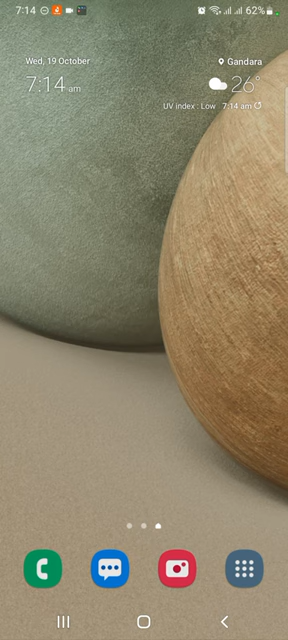 7:14
62%
Wed, 19 October
Gandara
7:14 am
26°
UV index : Low
7:14 am